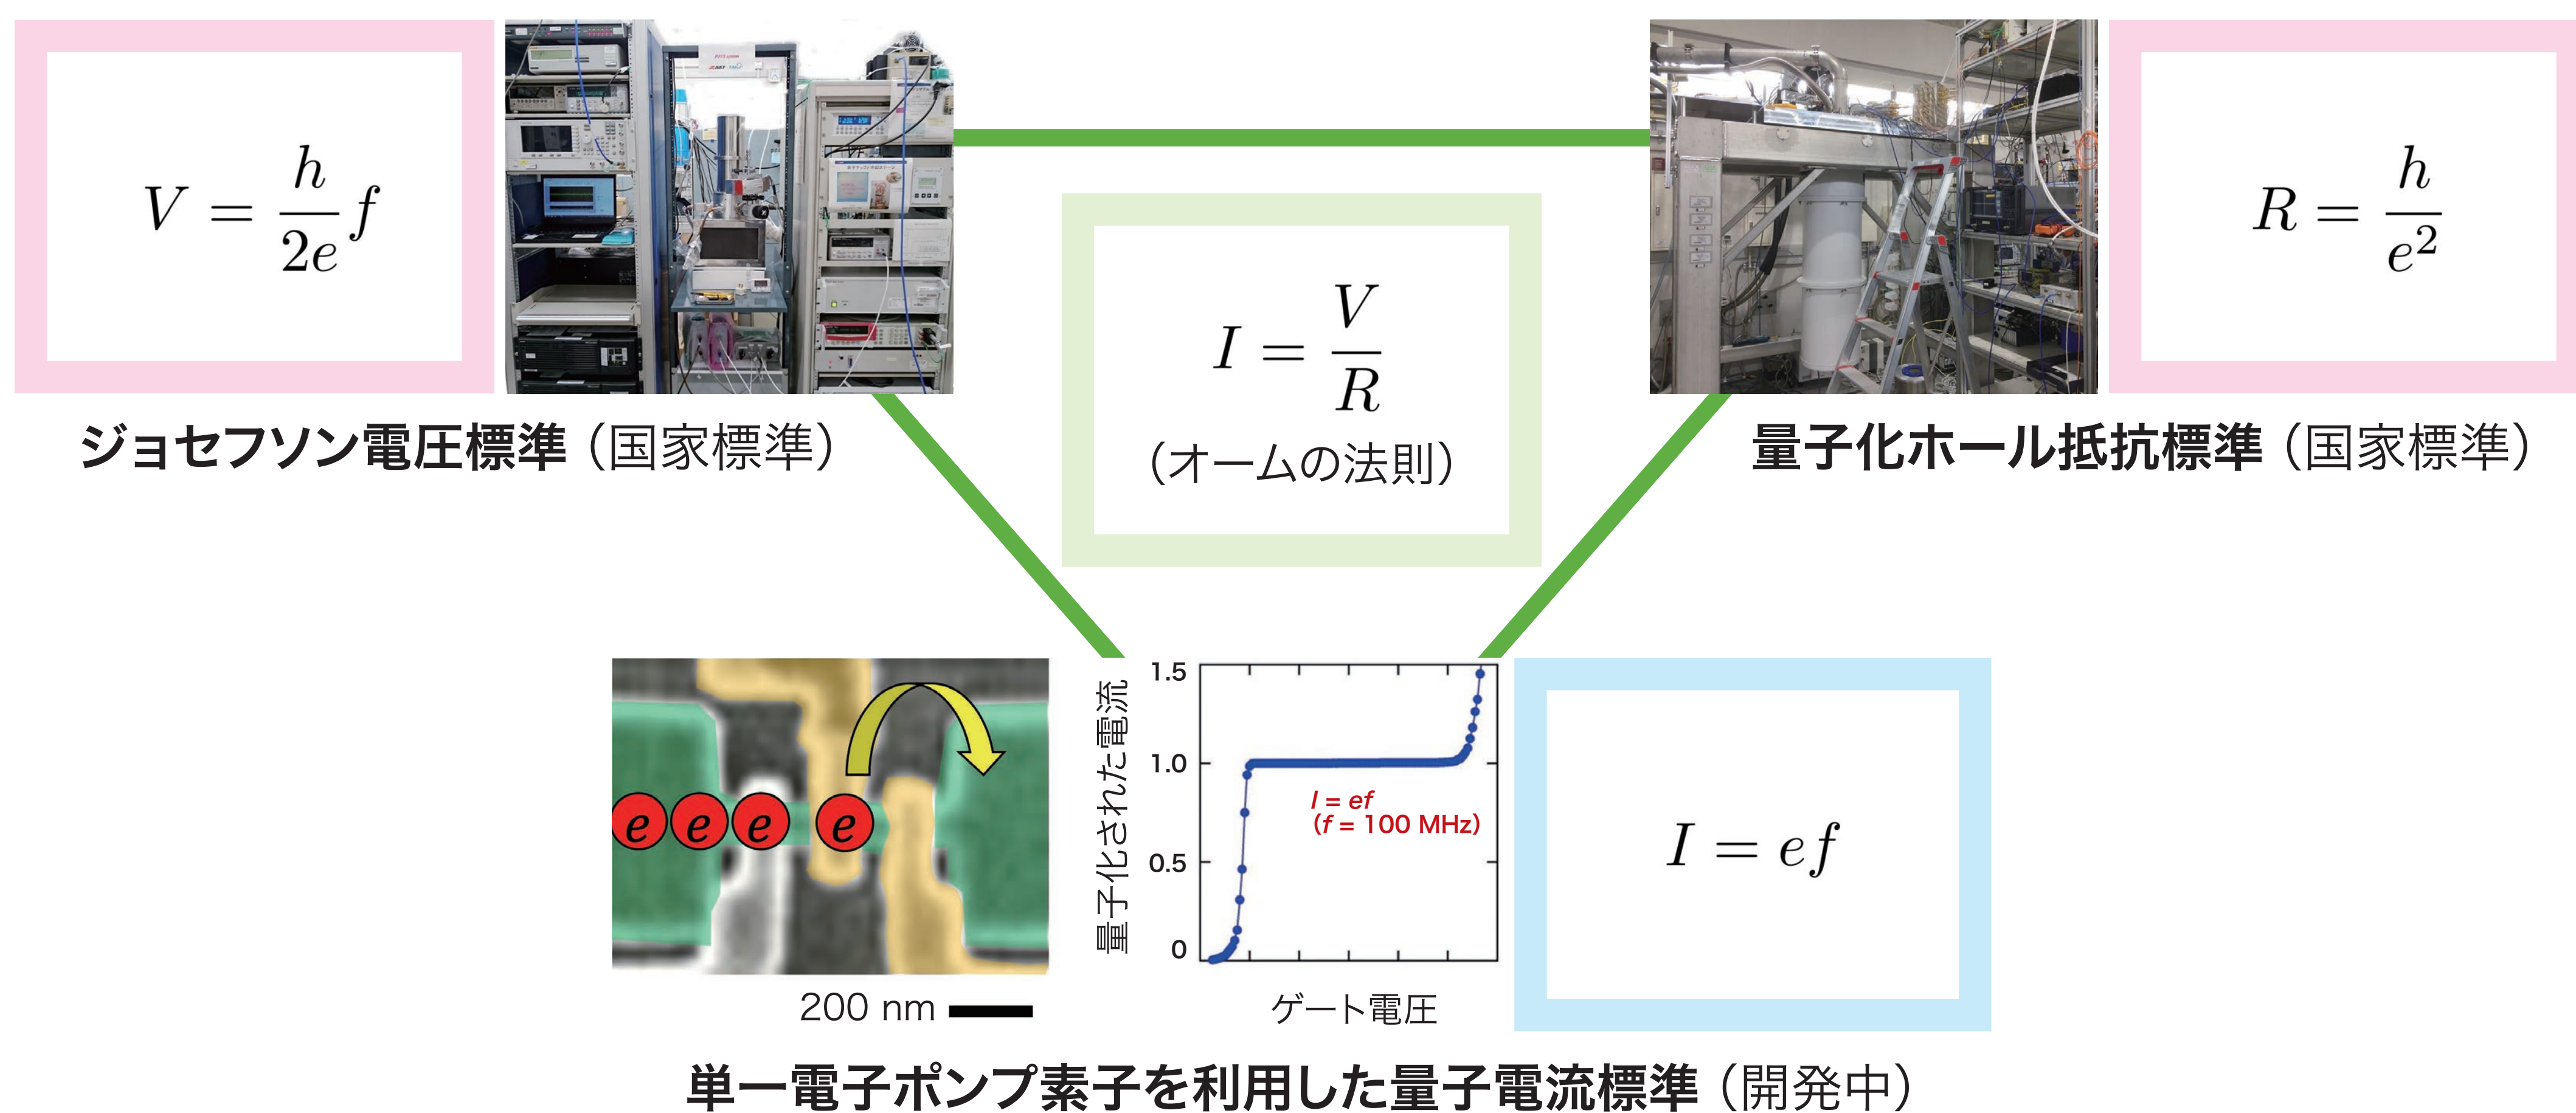 V = \frac{h}{2e} f
ジョセフソン電圧標準（国家標準）
R = \frac{h}{e^2}
量子化ホール抵抗標準（国家標準）
I = \frac{V}{R}
（オームの法則）
e e e e
200 nm
量子化された電流
1.5
1.0
0.5
0
I = ef
（f = 100 MHz）
ゲート電圧
I = ef
単一電子ポンプ素子を利用した量子電流標準（開発中）